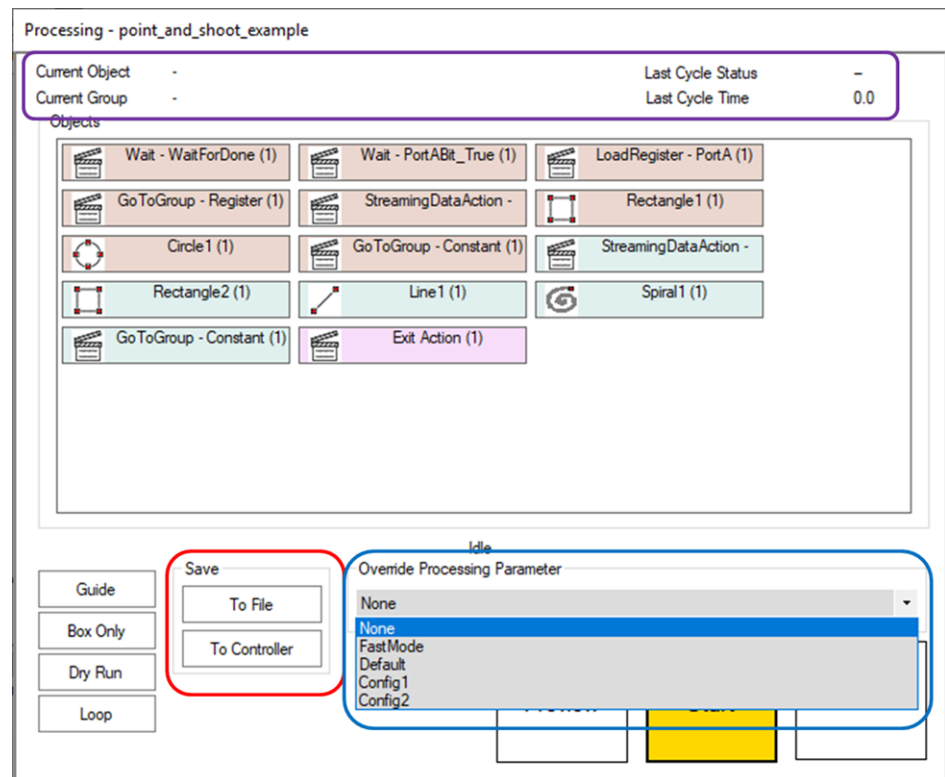 Processing - point_and_shoot_example
Current Object -
Last Cycle Status –
Current Group -
Last Cycle Time 0.0
Objects
Wait - WaitForDone (1)
Wait - PortABit_True (1)
LoadRegister - PortA (1)
GoToGroup - Register (1)
StreamingDataAction -
Rectangle1 (1)
Circle1 (1)
GoToGroup - Constant (1)
StreamingDataAction -
Rectangle2 (1)
Line1 (1)
Spiral1 (1)
GoToGroup - Constant (1)
Exit Action (1)
Idle
Guide
Box Only
Dry Run
Loop
Save
To File
To Controller
Override Processing Parameter
None
None
FastMode
Default
Config1
Config2